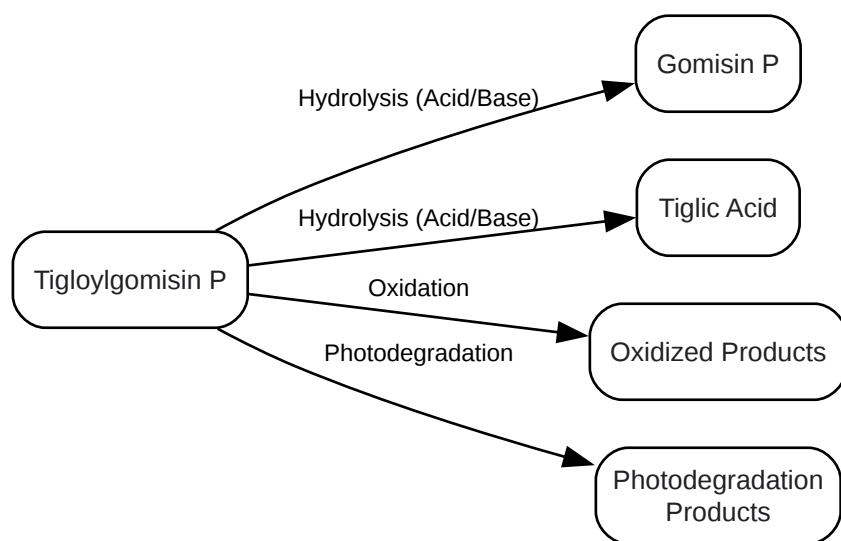 Gomisin P
Hydrolysis (Acid/Base)
Tiglic Acid
Hydrolysis (Acid/Base)
Tigloylgomisin P
Oxidation
Oxidized Products
Photodegradation
Photodegradation
Products